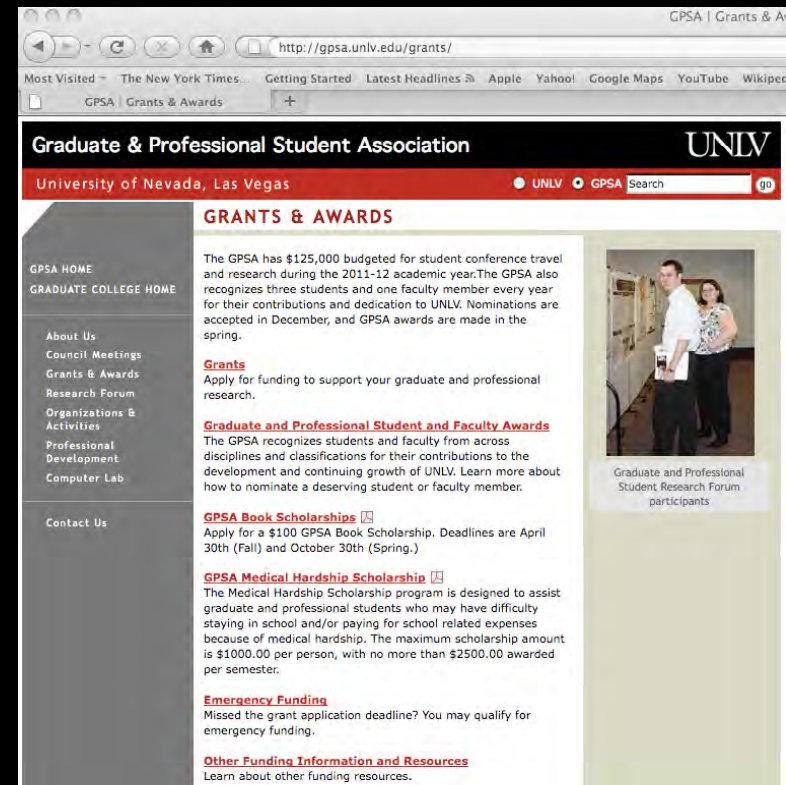 GPSA | Grants & A
http://gpsa.unlv.edu/grants/
Most Visited The New York Times... Getting Started Latest Headlines Apple Yahoo! Google Maps YouTube Wikiped
GPSA | Grants & Awards +
Graduate & Professional Student Association UNLV
University of Nevada, Las Vegas UNLV GPSA Search go
GRANTS & AWARDS
GPSA HOME
GRADUATE COLLEGE HOME
About Us
Council Meetings
Grants & Awards
Research Forum
Organizations &
Activities
Professional
Development
Computer Lab
Contact Us
The GPSA has $125,000 budgeted for student conference travel
and research during the 2011-12 academic year.The GPSA also
recognizes three students and one faculty member every year
for their contributions and dedication to UNLV. Nominations are
accepted in December, and GPSA awards are made in the
spring.
Grants
Apply for funding to support your graduate and professional
research.
Graduate and Professional Student and Faculty Awards
The GPSA recognizes students and faculty from across
disciplines and classifications for their contributions to the
development and continuing growth of UNLV. Learn more about
how to nominate a deserving student or faculty member.
GPSA Book Scholarships
Apply for a $100 GPSA Book Scholarship. Deadlines are April
30th (Fall) and October 30th (Spring.)
GPSA Medical Hardship Scholarship
The Medical Hardship Scholarship program is designed to assist
graduate and professional students who may have difficulty
staying in school and/or paying for school related expenses
because of medical hardship. The maximum scholarship amount
is $1000.00 per person, with no more than $2500.00 awarded
per semester.
Emergency Funding
Missed the grant application deadline? You may qualify for
emergency funding.
Other Funding Information and Resources
Learn about other funding resources.
Graduate and Professional
Student Research Forum
participants